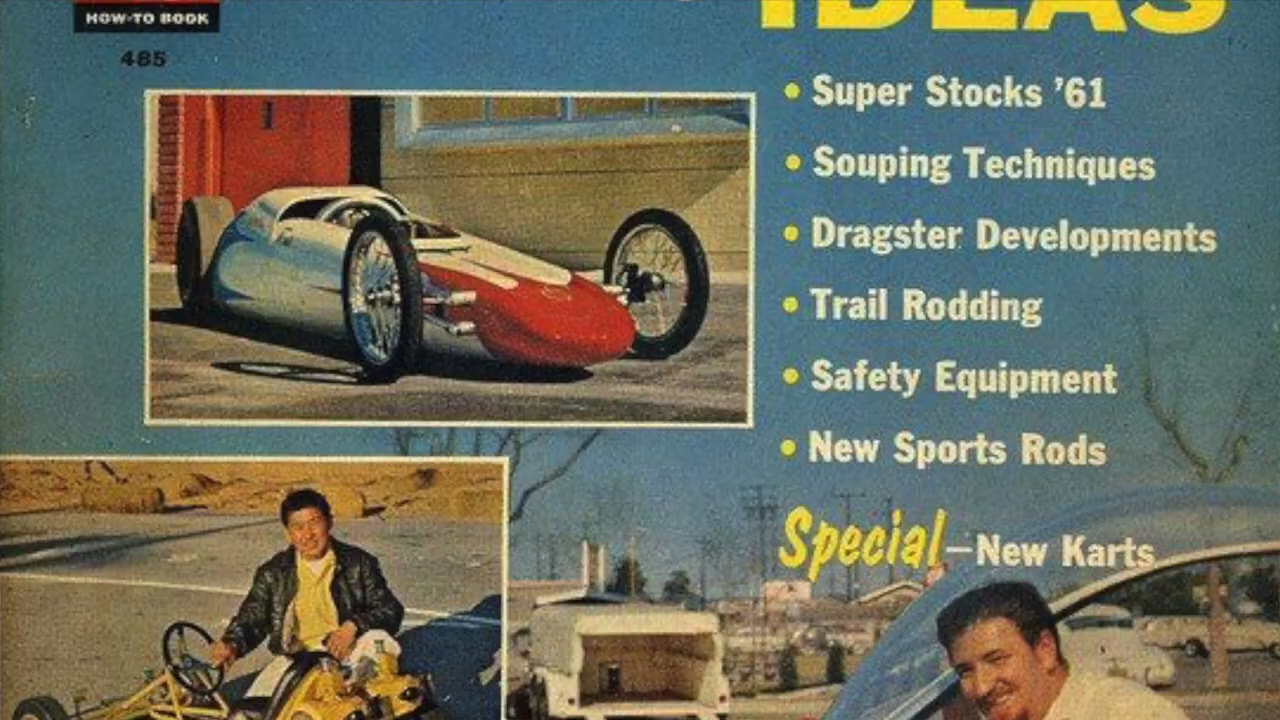 HOW-TO BOOK
485
IDEAS
• Super Stocks '61
• Souping Techniques
• Dragster Developments
• Trail Rodding
• Safety Equipment
• New Sports Rods
Special—New Karts